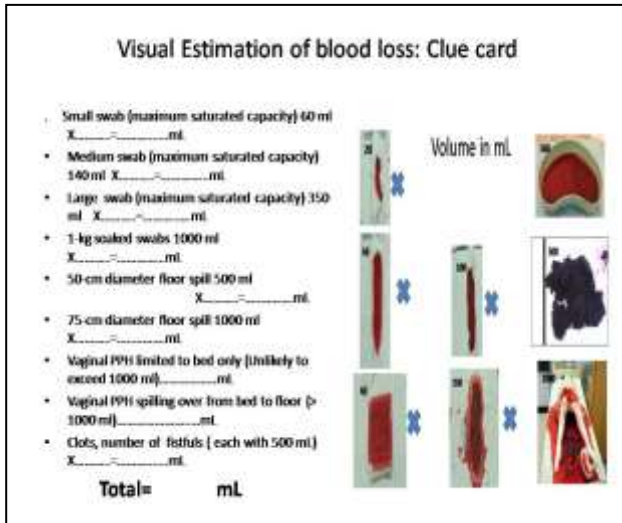 Visual Estimation of blood loss: Clue card
. Small swab (maximum saturated capacity) 60 ml
X...........=................mL
• Medium swab (maximum saturated capacity)
140 ml X...........=................mL
• Large swab (maximum saturated capacity) 350
ml X...........=................mL
• 1-kg soaked swabs 1000 ml
X...........=................mL
• 50-cm diameter floor spill 500 ml
X...........=................mL
• 75-cm diameter floor spill 1000 ml
X...........=................mL
• Vaginal PPH limited to bed only (Unlikely to
exceed 1000 ml)..................mL
• Vaginal PPH spilling over from bed to floor (>
1000 ml)..........................mL
• Clots, number of fistfuls ( each with 500 mL)
X...........=................mL
Total= mL
Volume in mL
20